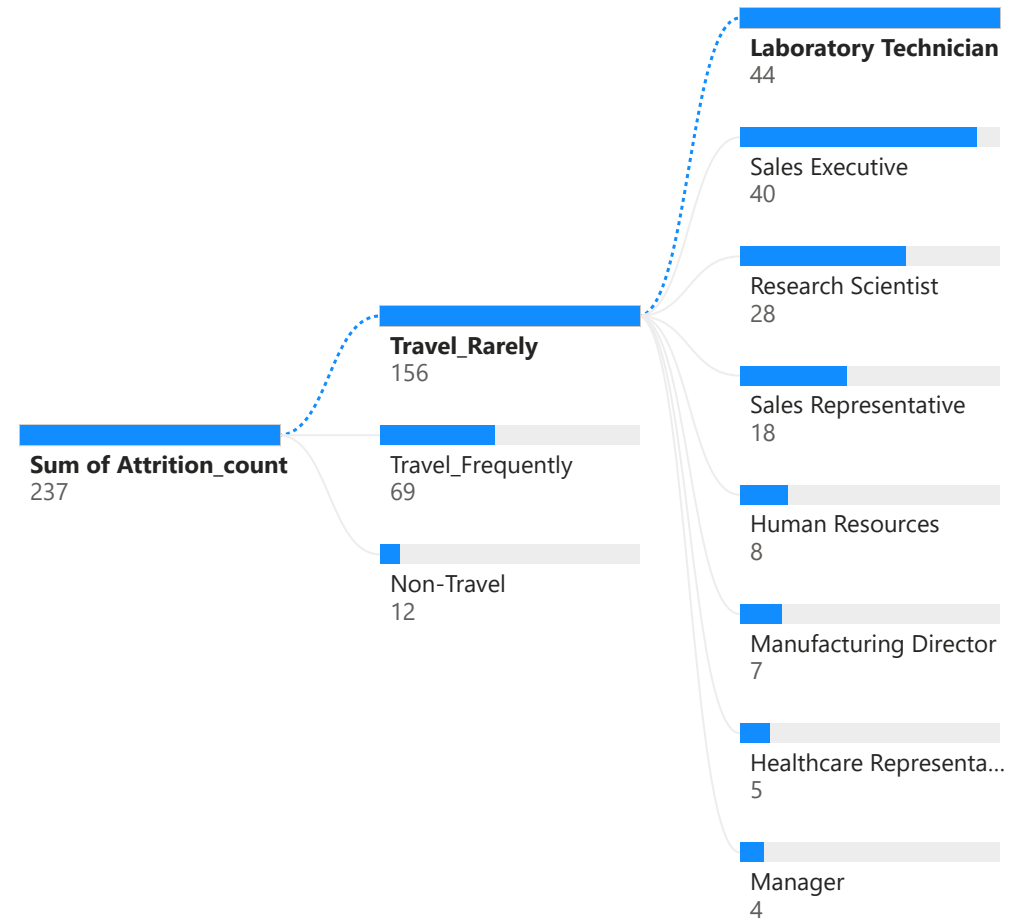 Sum of Attrition_count
237
Travel_Rarely
156
Travel_Frequently
69
Non-Travel
12
Laboratory Technician
44
Sales Executive
40
Research Scientist
28
Sales Representative
18
Human Resources
8
Manufacturing Director
7
Healthcare Representa...
5
Manager
4